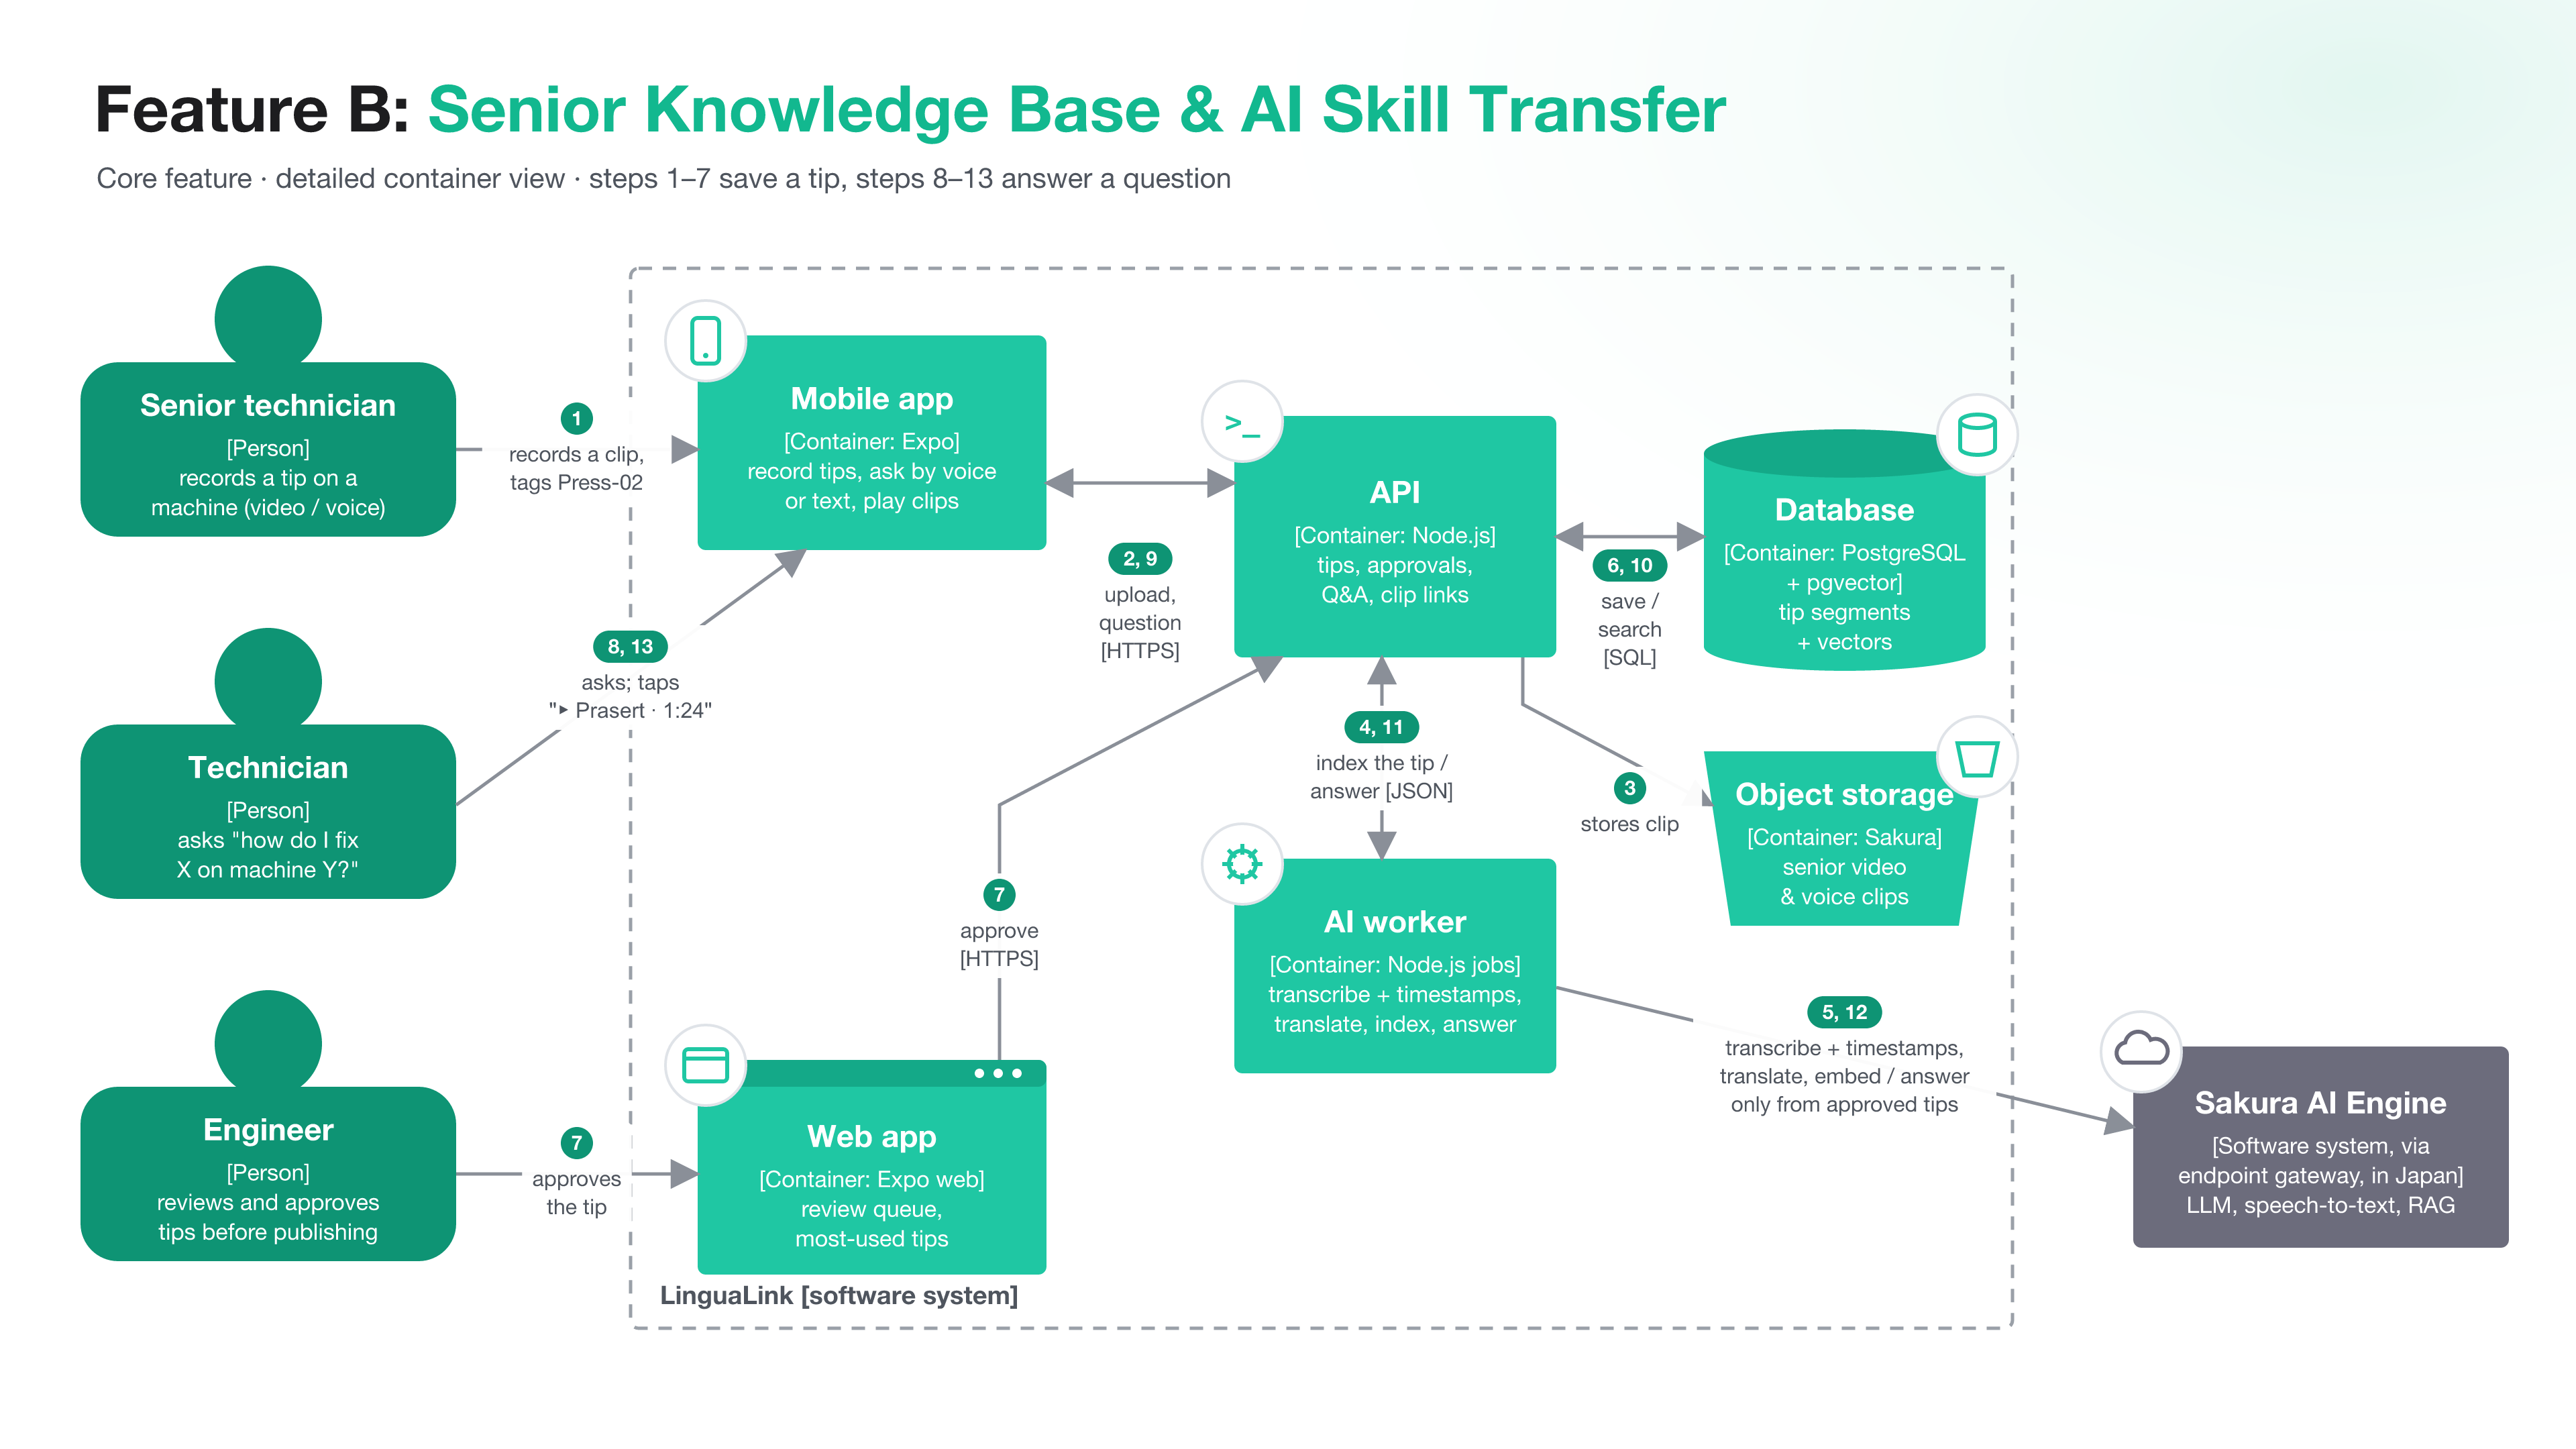 Feature B: Senior Knowledge Base & AI Skill Transfer
Core feature · detailed container view · steps 1–7 save a tip, steps 8–13 answer a question
Senior technician
[Person]
records a tip on a
machine (video / voice)
1
records a clip,
tags Press-02
Mobile app
[Container: Expo]
record tips, ask by voice
or text, play clips
2, 9
upload,
question
[HTTPS]
>_
API
[Container: Node.js]
tips, approvals,
Q&A, clip links
6, 10
save /
search
[SQL]
Database
[Container: PostgreSQL
+ pgvector]
tip segments
+ vectors
Technician
[Person]
asks "how do I fix
X on machine Y?"
8, 13
asks; taps
"▶ Prasert · 1:24"
4, 11
index the tip /
answer [JSON]
3
stores clip
Object storage
[Container: Sakura]
senior video
& voice clips
7
approve
[HTTPS]
AI worker
[Container: Node.js jobs]
transcribe + timestamps,
translate, index, answer
5, 12
transcribe + timestamps,
translate, embed / answer
only from approved tips
Sakura AI Engine
[Software system, via
endpoint gateway, in Japan]
LLM, speech-to-text, RAG
Engineer
[Person]
reviews and approves
tips before publishing
7
approves
the tip
Web app
[Container: Expo web]
review queue,
most-used tips
LinguaLink [software system]